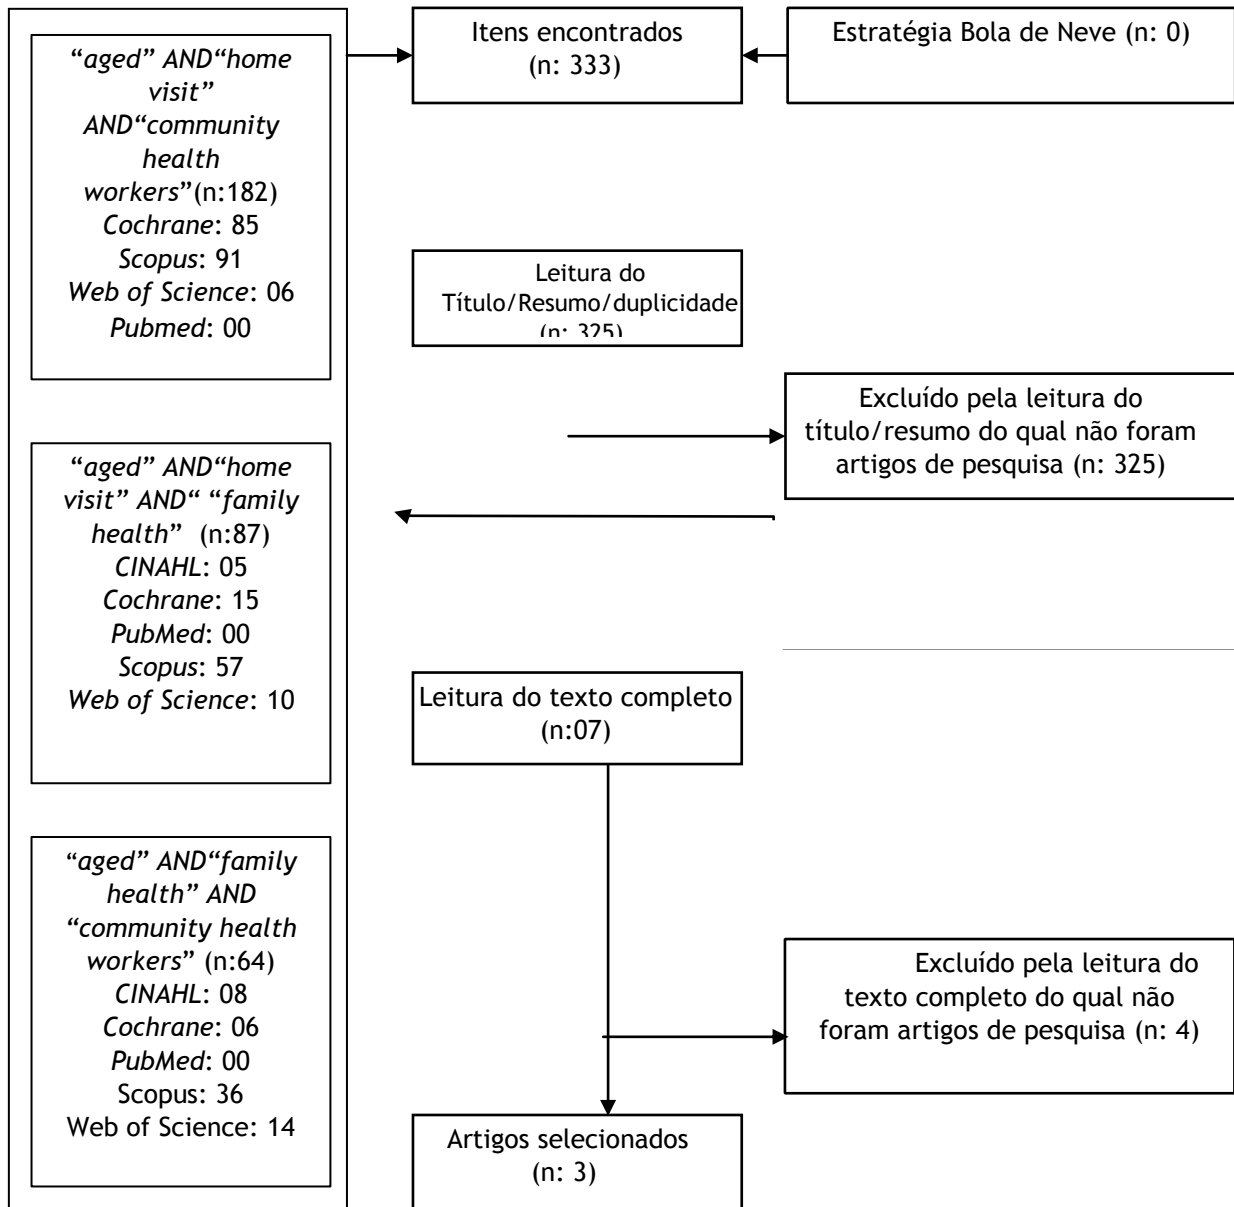 “aged” AND“home
visit”
AND“community
health
workers”(n:182)
Cochrane: 85
Scopus: 91
Web of Science: 06
Pubmed: 00
“aged” AND“home
visit” AND“ “family
health” (n:87)
CINAHL: 05
Cochrane: 15
PubMed: 00
Scopus: 57
Web of Science: 10
“aged” AND“family
health” AND
“community health
workers” (n:64)
CINAHL: 08
Cochrane: 06
PubMed: 00
Scopus: 36
Web of Science: 14
Itens encontrados
(n: 333)
Estratégia Bola de Neve (n: 0)
Leitura do
Título/Resumo/duplicidade
(n: 325)
Excluído pela leitura do
título/resumo do qual não foram
artigos de pesquisa (n: 325)
Leitura do texto completo
(n:07)
Excluído pela leitura do
texto completo do qual não
foram artigos de pesquisa (n: 4)
Artigos selecionados
(n: 3)